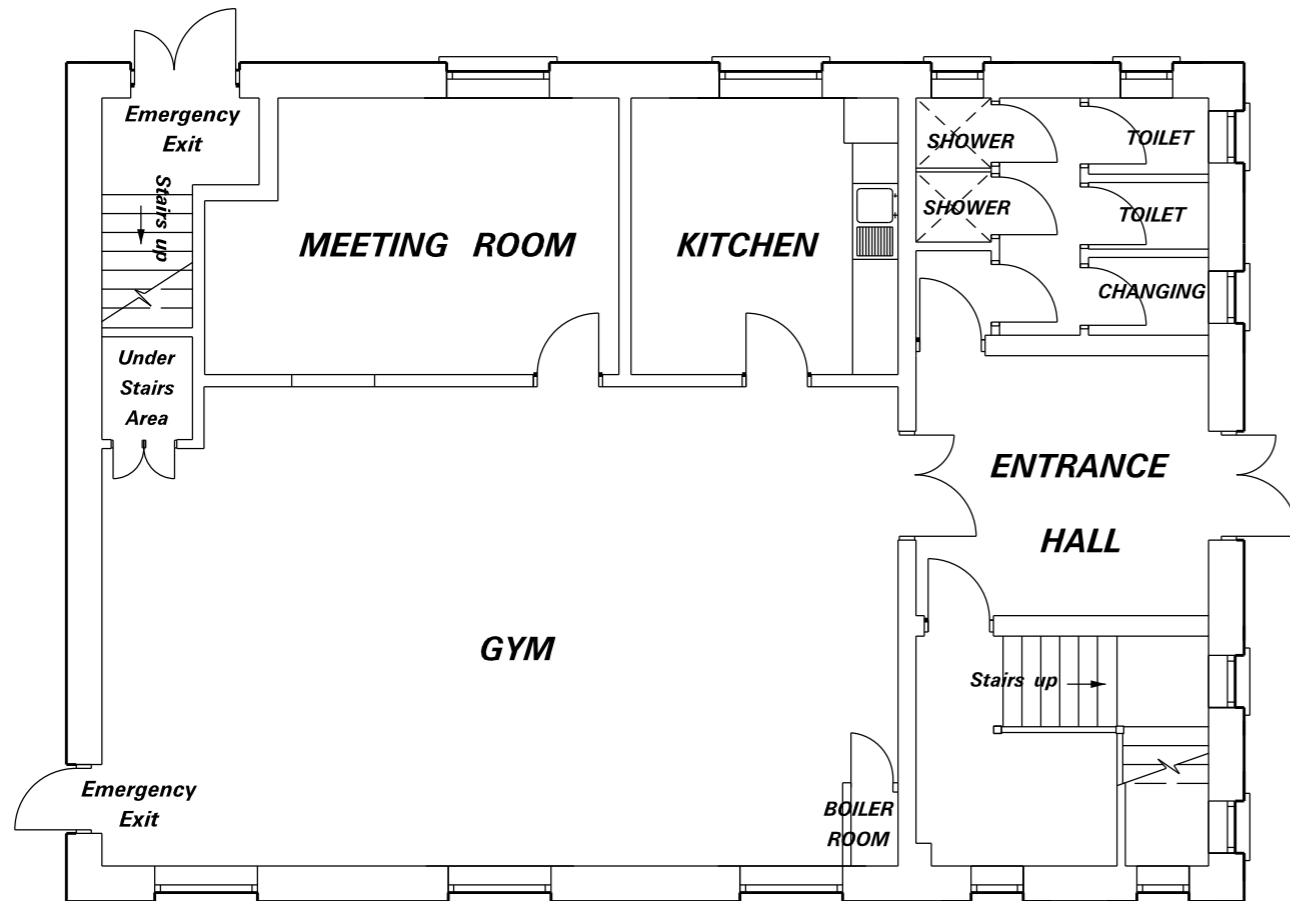 Emergency
Exit
Stairs up
MEETING ROOM
KITCHEN
SHOWER
TOILET
SHOWER
TOILET
CHANGING
Under
Stairs
Area
ENTRANCE
HALL
GYM
Stairs up
Emergency
Exit
BOILER
ROOM